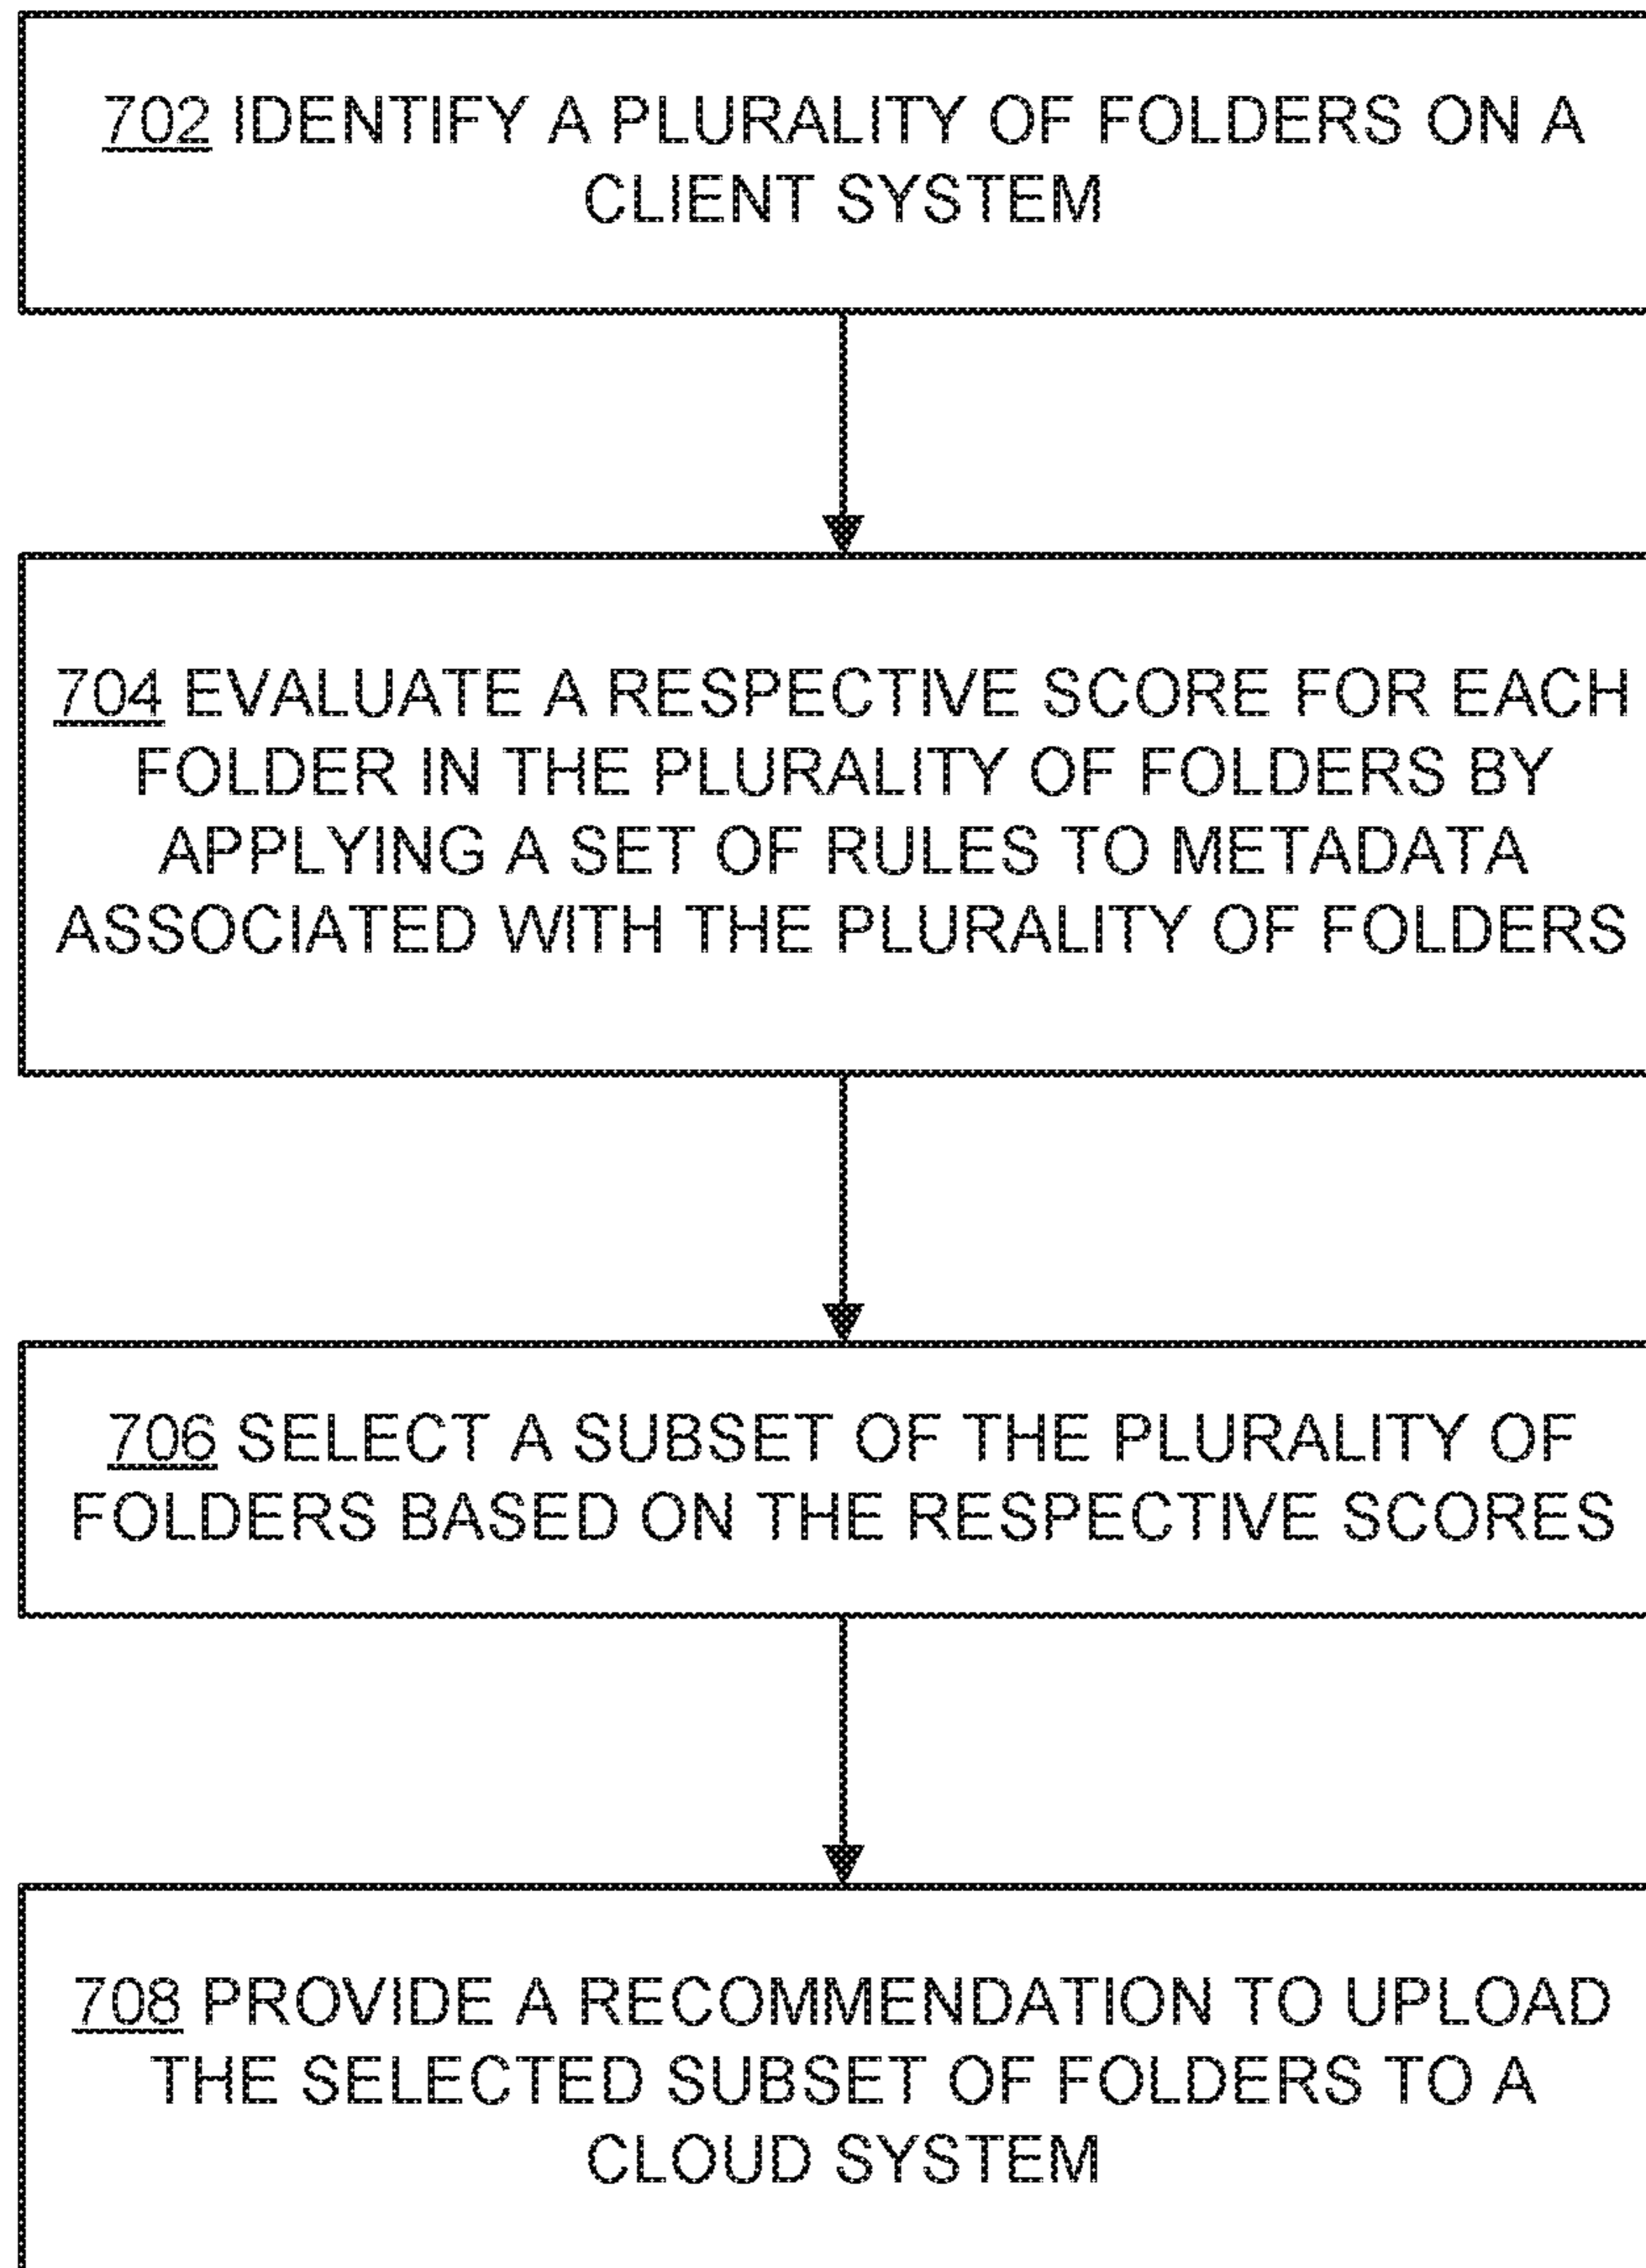 702 IDENTIFY A PLURALITY OF FOLDERS ON A
CLIENT SYSTEM
704 EVALUATE A RESPECTIVE SCORE FOR EACH
FOLDER IN THE PLURALITY OF FOLDERS BY
APPLYING A SET OF RULES TO METADATA
ASSOCIATED WITH THE PLURALITY OF FOLDERS
706 SELECT A SUBSET OF THE PLURALITY OF
FOLDERS BASED ON THE RESPECTIVE SCORES
708 PROVIDE A RECOMMENDATION TO UPLOAD
THE SELECTED SUBSET OF FOLDERS TO A
CLOUD SYSTEM